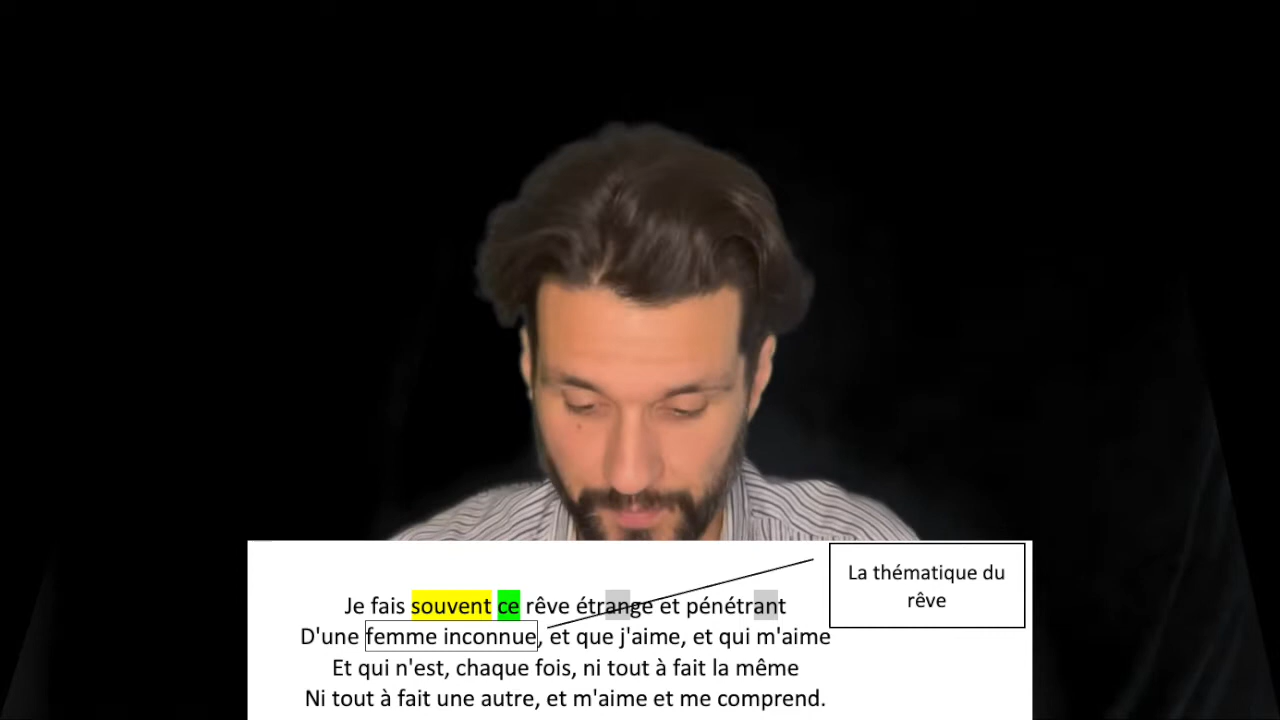 La thématique du
rêve
Je fais souvent ce rêve étrange et pénétrant
D'une femme inconnue, et que j'aime, et qui m'aime
Et qui n'est, chaque fois, ni tout à fait la même
Ni tout à fait une autre, et m'aime et me comprend.